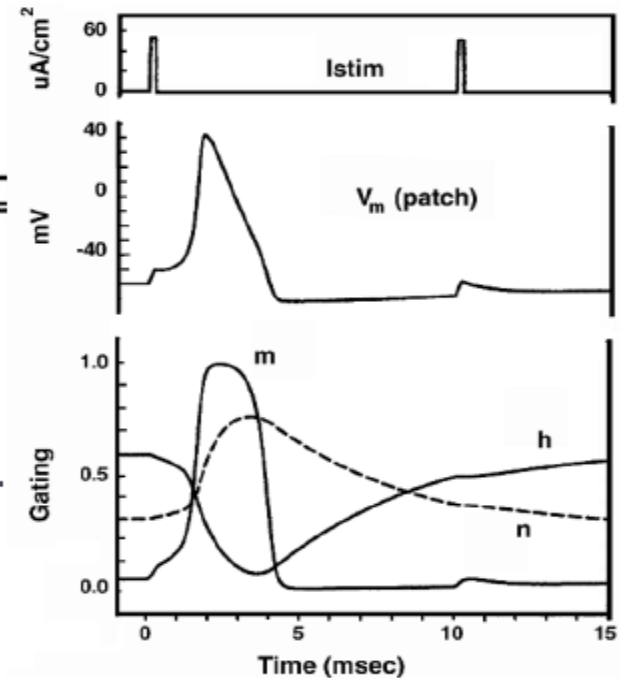 uA/cm²
60
0
Istim
mV
40
0
-40
Vm (patch)
Gating
1.0
0.5
0.0
m
h
n
0 5 10 15
Time (msec)